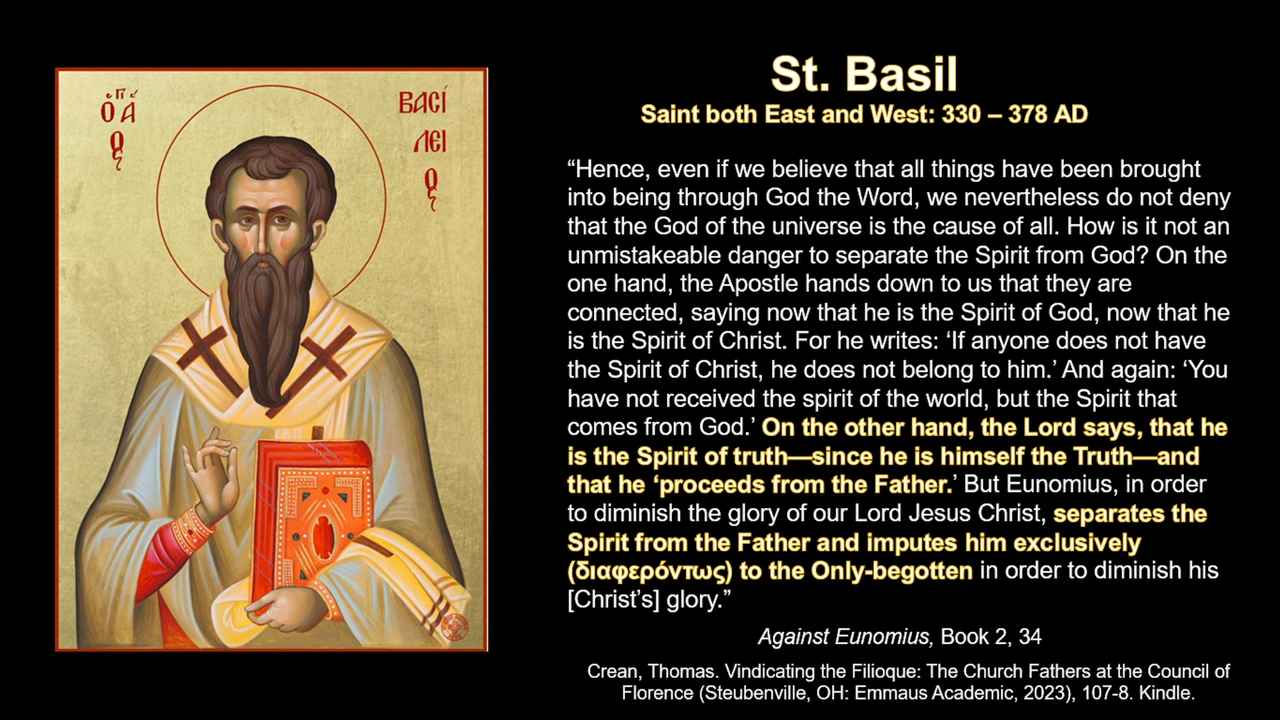 ὁ ἅγιος
ΒΑСΊ
ΛΕΙ
Ο
St. Basil
Saint both East and West: 330 – 378 AD
“Hence, even if we believe that all things have been brought
into being through God the Word, we nevertheless do not deny
that the God of the universe is the cause of all. How is it not an
unmistakeable danger to separate the Spirit from God? On the
one hand, the Apostle hands down to us that they are
connected, saying now that he is the Spirit of God, now that he
is the Spirit of Christ. For he writes: ‘If anyone does not have
the Spirit of Christ, he does not belong to him.’ And again: ‘You
have not received the spirit of the world, but the Spirit that
comes from God.’ On the other hand, the Lord says, that he
is the Spirit of truth—since he is himself the Truth—and
that he ‘proceeds from the Father.’ But Eunomius, in order
to diminish the glory of our Lord Jesus Christ, separates the
Spirit from the Father and imputes him exclusively
(διαφερόντως) to the Only-begotten in order to diminish his
[Christ’s] glory.”
Against Eunomius, Book 2, 34
Crean, Thomas. Vindicating the Filioque: The Church Fathers at the Council of
Florence (Steubenville, OH: Emmaus Academic, 2023), 107-8. Kindle.